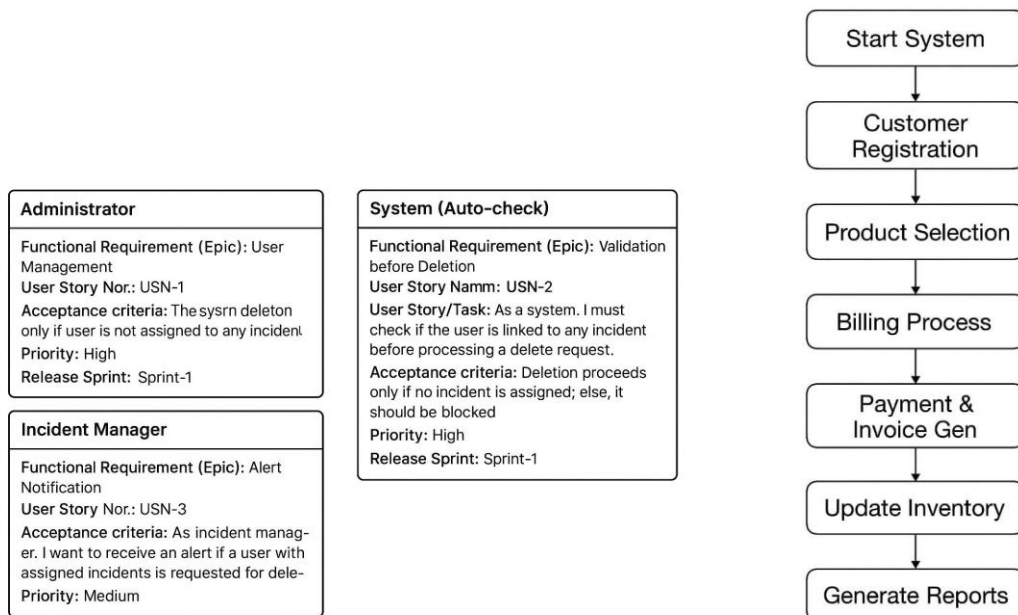 Administrator
Functional Requirement (Epic): User
Management
User Story Nor.: USN-1
Acceptance criteria: The sysrn deleton
only if user is not assigned to any incident
Priority: High
Release Sprint: Sprint-1
Incident Manager
Functional Requirement (Epic): Alert
Notification
User Story Nor.: USN-3
Acceptance criteria: As incident manag-
er. I want to receive an alert if a user with
assigned incidents is requested for dele-
Priority: Medium
System (Auto-check)
Functional Requirement (Epic): Validation
before Deletion
User Story Namm: USN-2
User Story/Task: As a system. I must
check if the user is linked to any incident
before processing a delete request.
Acceptance criteria: Deletion proceeds
only if no incident is assigned; else, it
should be blocked
Priority: High
Release Sprint: Sprint-1
Start System
Customer
Registration
Product Selection
Billing Process
Payment &
Invoice Gen
Update Inventory
Generate Reports